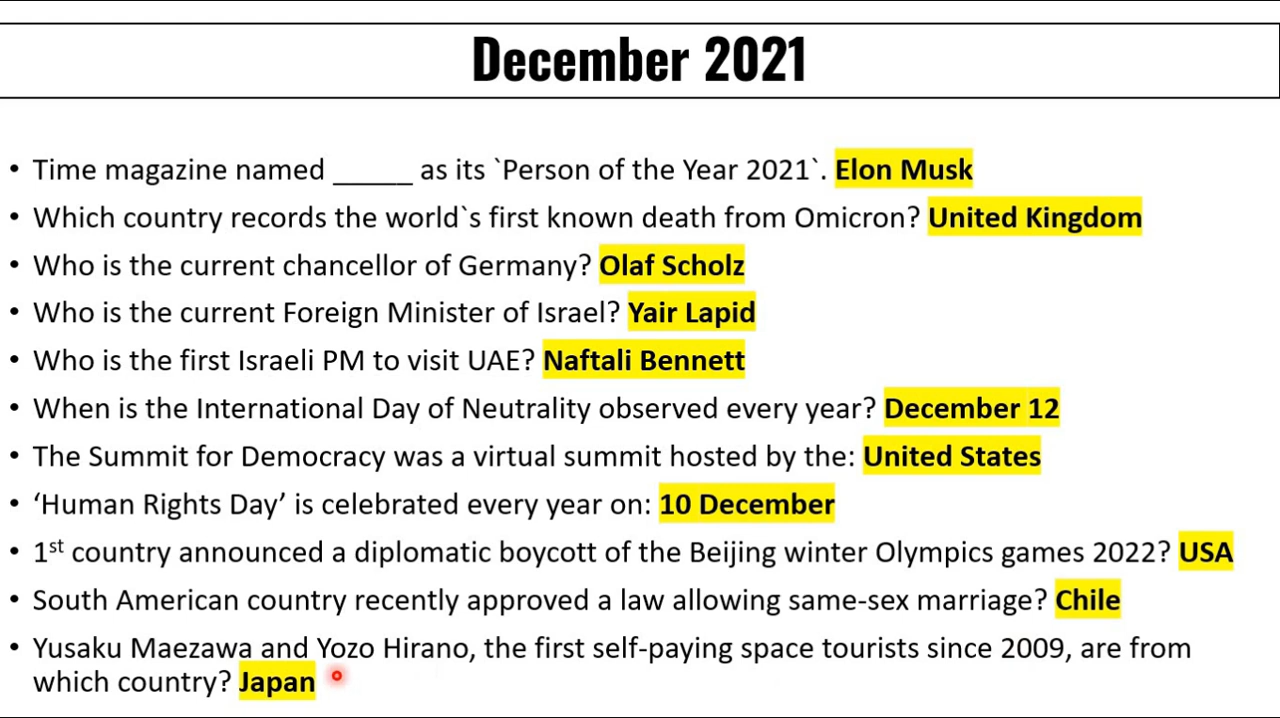 December 2021
• Time magazine named _____ as its `Person of the Year 2021`. Elon Musk
• Which country records the world`s first known death from Omicron? United Kingdom
• Who is the current chancellor of Germany? Olaf Scholz
• Who is the current Foreign Minister of Israel? Yair Lapid
• Who is the first Israeli PM to visit UAE? Naftali Bennett
• When is the International Day of Neutrality observed every year? December 12
• The Summit for Democracy was a virtual summit hosted by the: United States
• ‘Human Rights Day’ is celebrated every year on: 10 December
• 1st country announced a diplomatic boycott of the Beijing winter Olympics games 2022? USA
• South American country recently approved a law allowing same-sex marriage? Chile
• Yusaku Maezawa and Yozo Hirano, the first self-paying space tourists since 2009, are from
which country? Japan